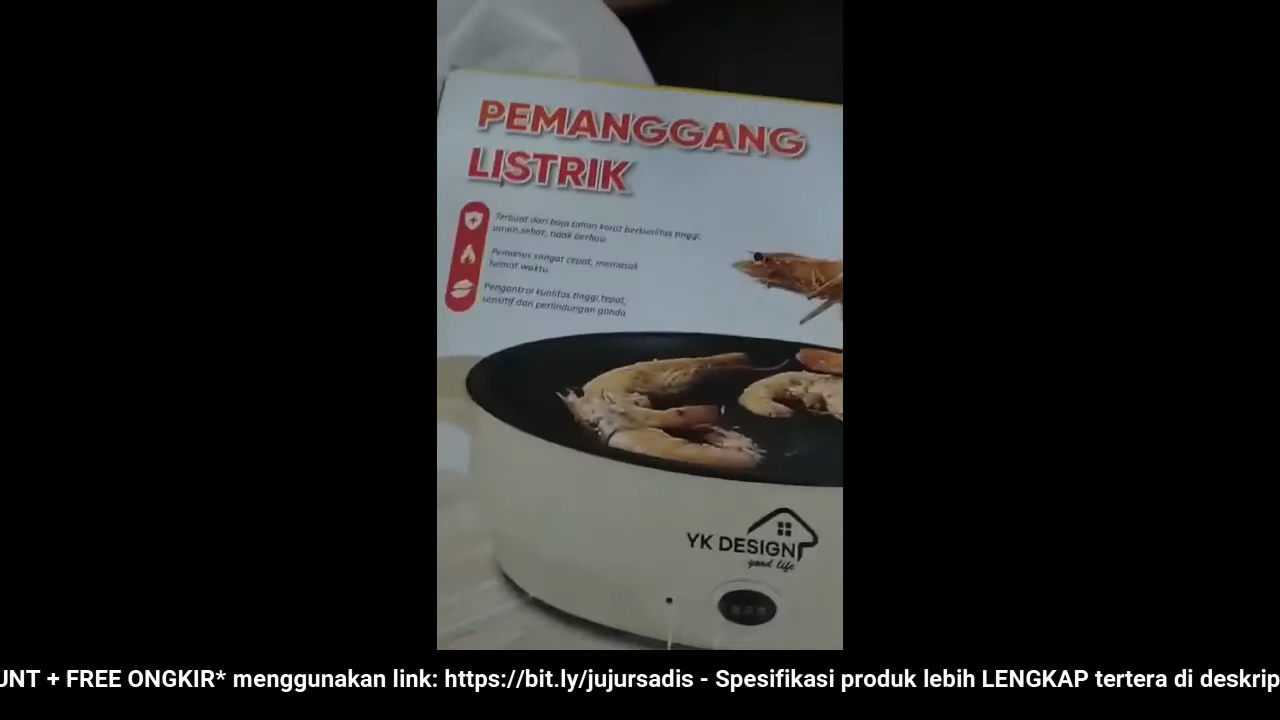 PEMANGGANG
LISTRIK
Terbuat dari baja tahan karat berkualitas tinggi,
aman,sehat, tidak berbau
Pemanas sangat cepat, memasak
hemat waktu.
Pengontrol kualitas tinggi,tepat,
sensitif dan perlindungan ganda
YK DESIGN
good life
UNT + FREE ONGKIR* menggunakan link: https://bit.ly/jujursadis - Spesifikasi produk lebih LENGKAP tertera di deskrip